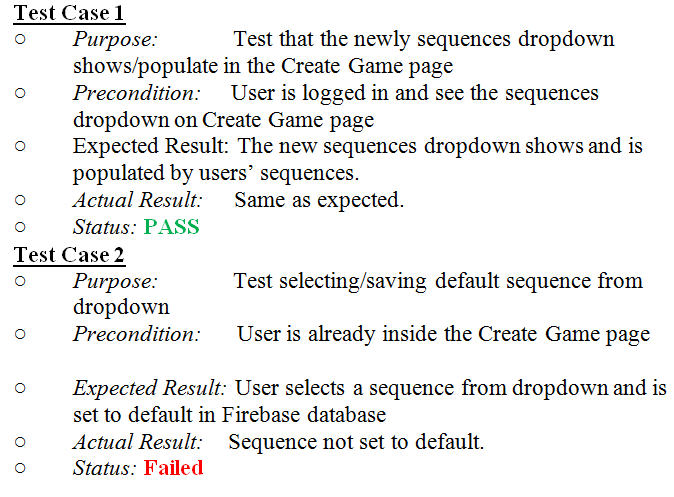 Test Case 1
○ Purpose: Test that the newly sequences dropdown
shows/populate in the Create Game page
○ Precondition: User is logged in and see the sequences
dropdown on Create Game page
○ Expected Result: The new sequences dropdown shows and is
populated by users’ sequences.
○ Actual Result: Same as expected.
○ Status: PASS
Test Case 2
○ Purpose: Test selecting/saving default sequence from
dropdown
○ Precondition: User is already inside the Create Game page
○ Expected Result: User selects a sequence from dropdown and is
set to default in Firebase database
○ Actual Result: Sequence not set to default.
○ Status: Failed